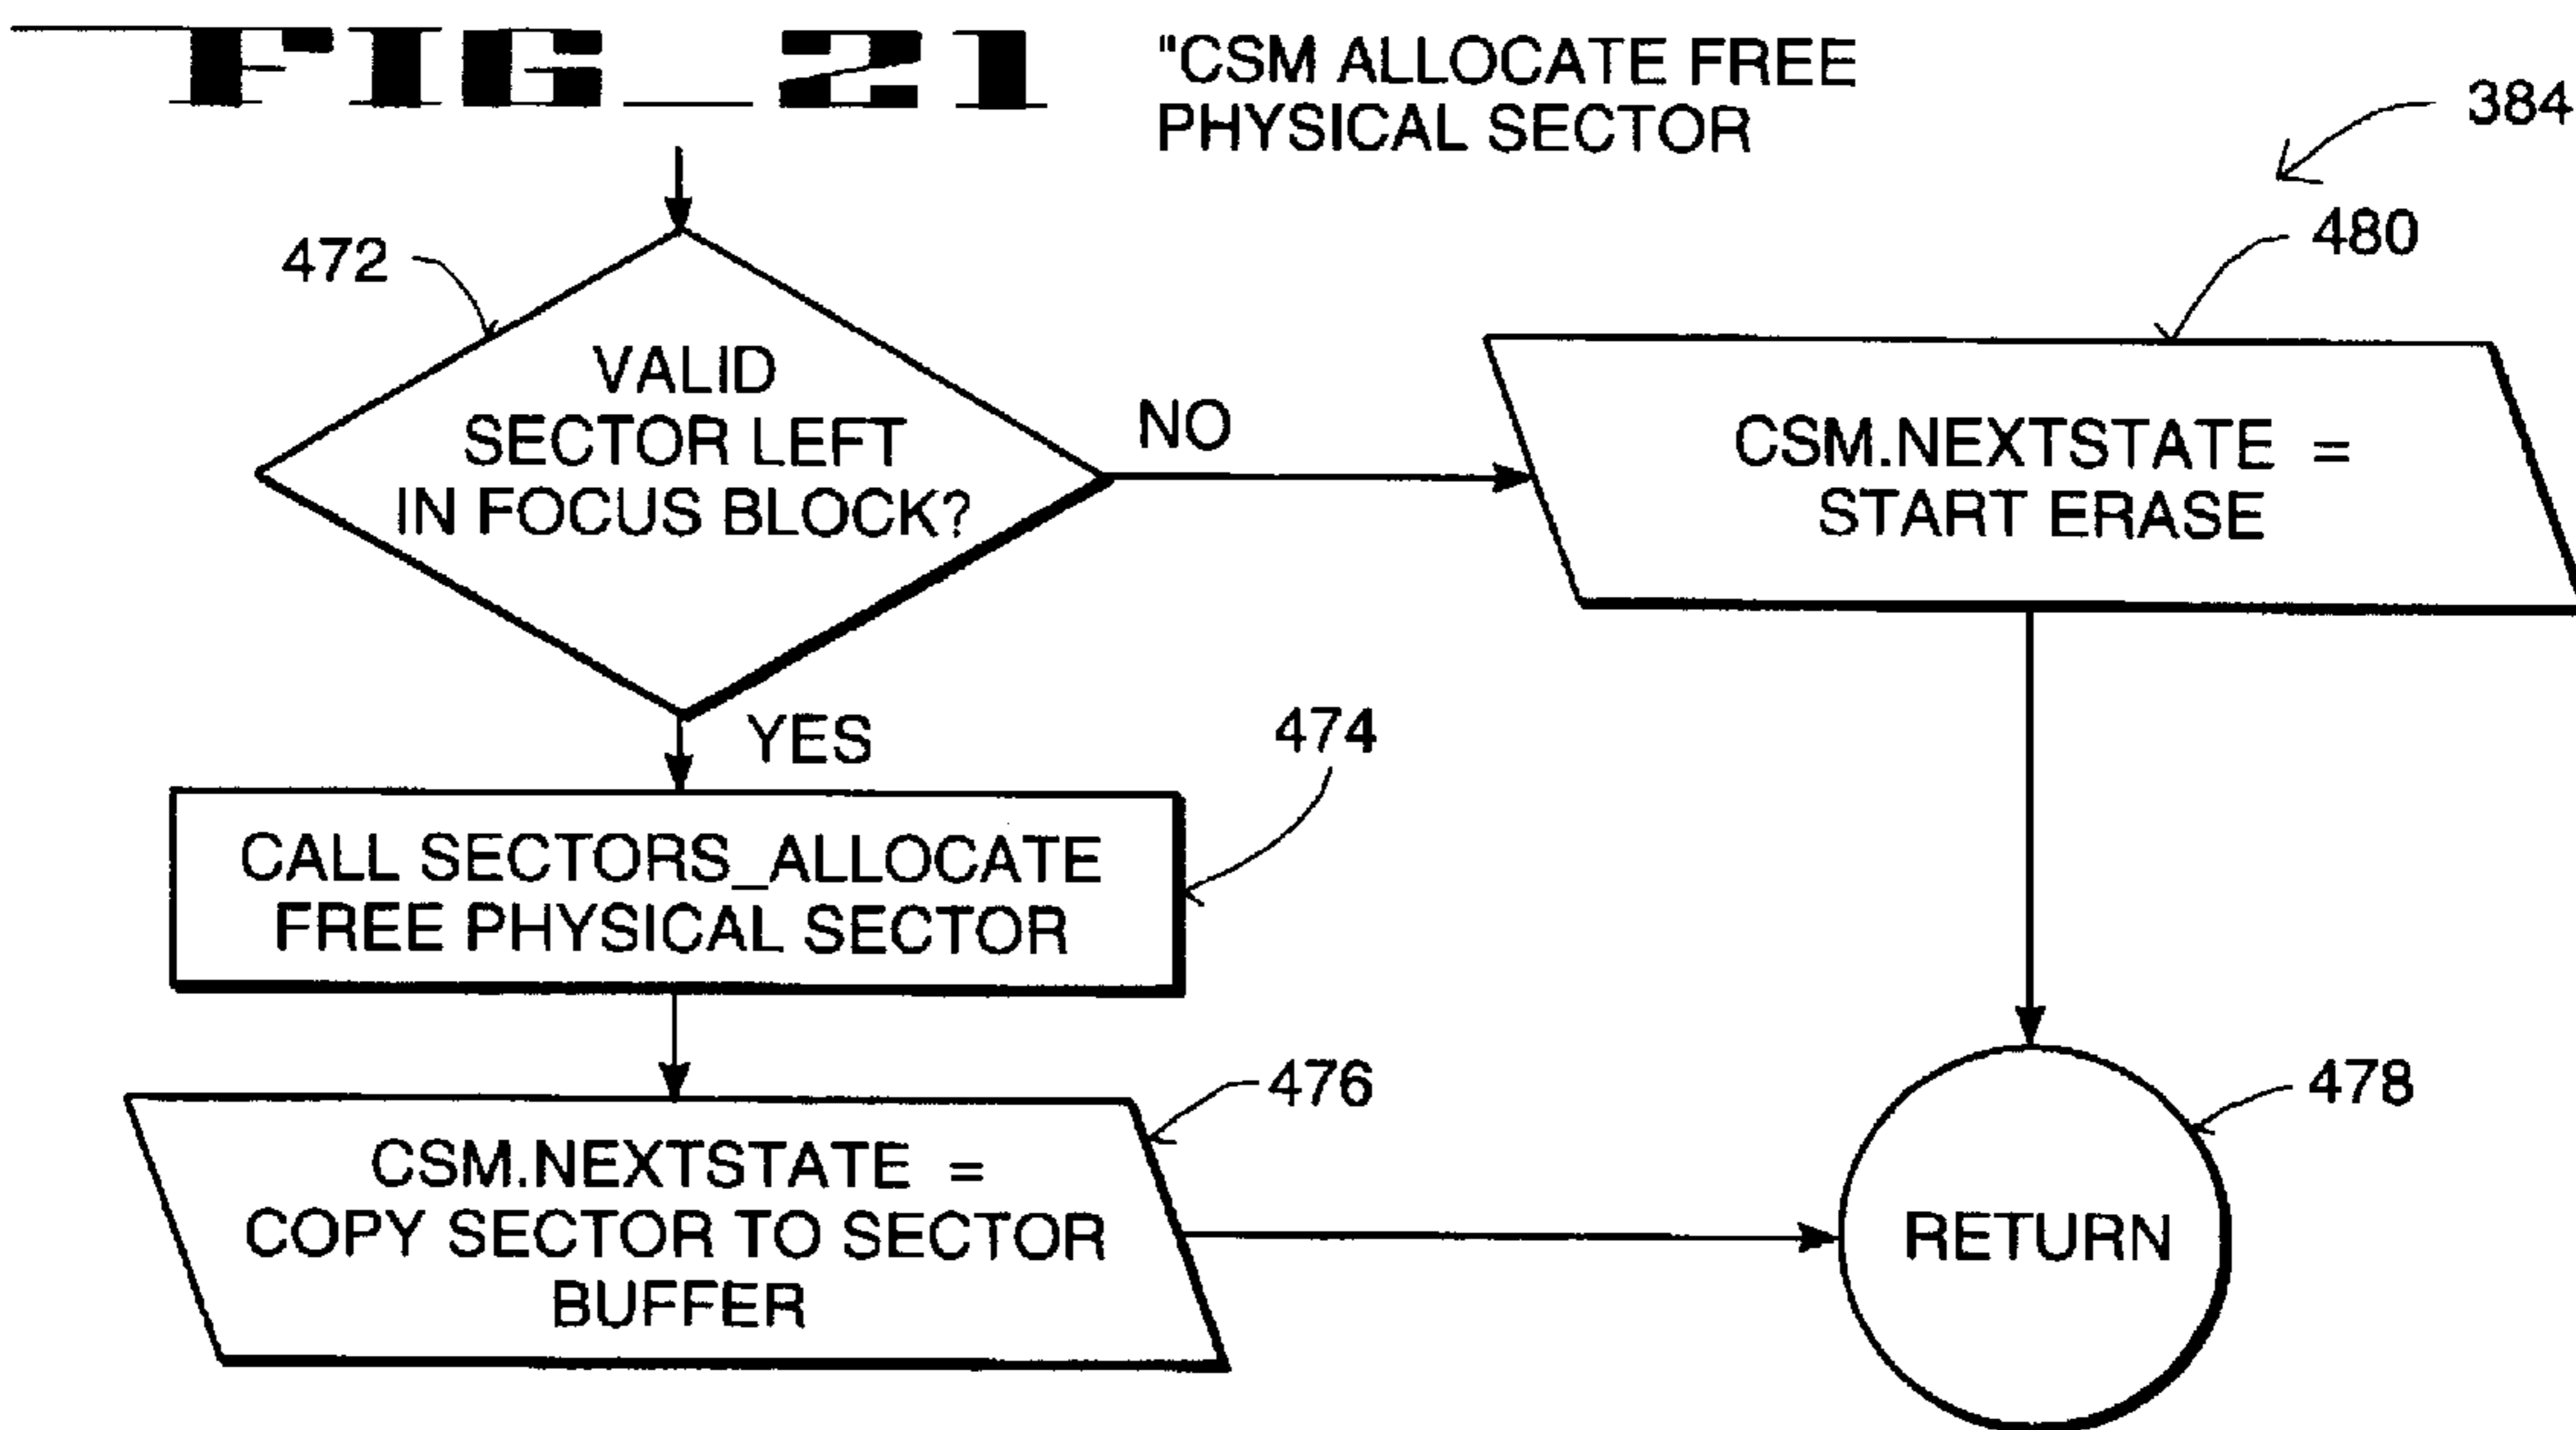 FIG_21
"CSM ALLOCATE FREE
PHYSICAL SECTOR
384
472
480
VALID
SECTOR LEFT
IN FOCUS BLOCK?
NO
CSM.NEXTSTATE =
START ERASE
YES
474
CALL SECTORS_ALLOCATE
FREE PHYSICAL SECTOR
476
CSM.NEXTSTATE =
COPY SECTOR TO SECTOR
BUFFER
478
RETURN